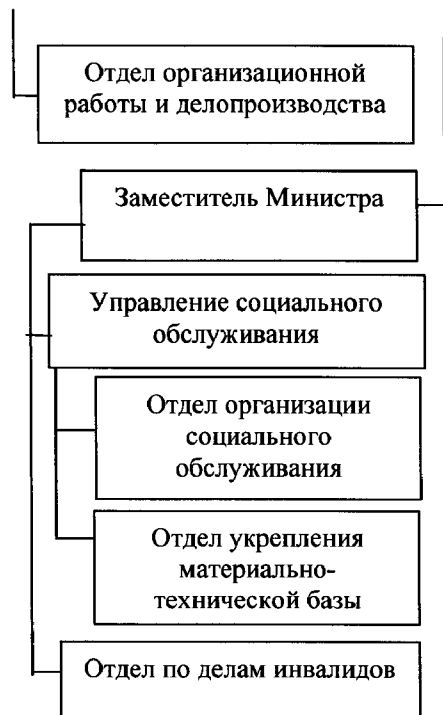 Отдел организационной
работы и делопроизводства
Заместитель Министра
Управление социального
обслуживания
Отдел организации
социального
обслуживания
Отдел укрепления
материально-
технической базы
Отдел по делам инвалидов